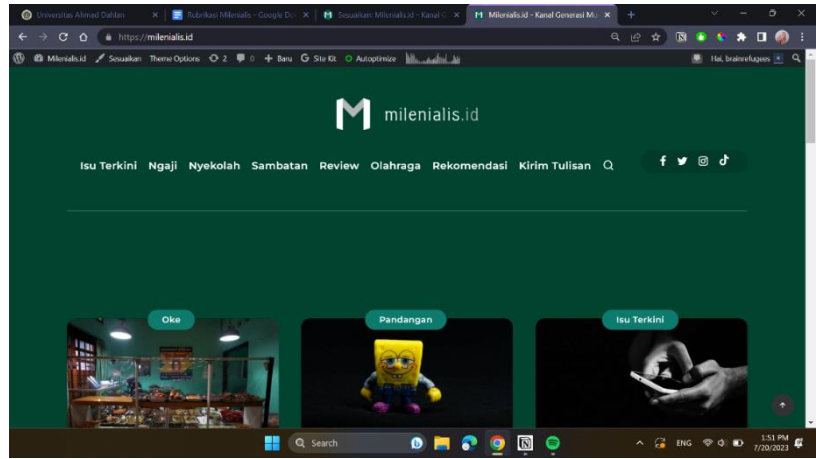 Universitas Ahmad Dahlan
Rubrikasi Milenialis - Google Do
Sesuaikan: Milenialis.id - Kanal G
Milenialis.id - Kanal Generasi Mu
https://milenialis.id
Milenialis.id Sesuaikan Theme Options 2 0 Baru Site Kit Autoptimize Hai, brainrefugees
milenialis.id
Isu Terkini Ngaji Nyekolah Sambatan Review Olahraga Rekomendasi Kirim Tulisan
Oke
Pandangan
Isu Terkini
Search
ENG
1:51 PM
7/20/2023